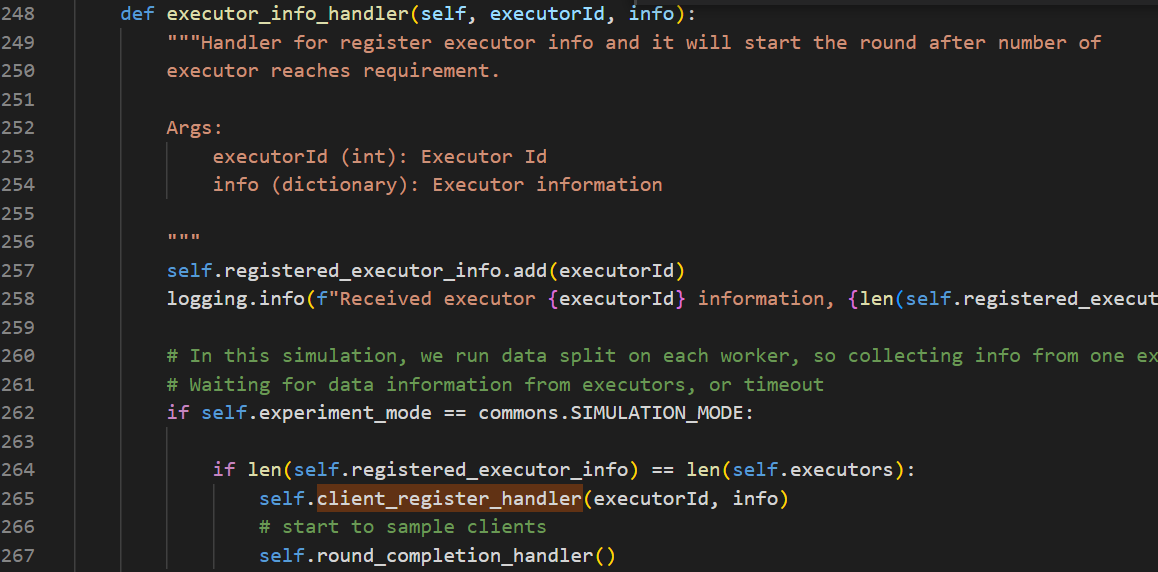 248 def executor_info_handler(self, executorId, info):
249 """Handler for register executor info and it will start the round after number of
250 executor reaches requirement.
251
252 Args:
253 executorId (int): Executor Id
254 info (dictionary): Executor information
255
256 """
257 self.registered_executor_info.add(executorId)
258 logging.info(f"Received executor {executorId} information, {len(self.registered_execut
259
260 # In this simulation, we run data split on each worker, so collecting info from one ex
261 # Waiting for data information from executors, or timeout
262 if self.experiment_mode == commons.SIMULATION_MODE:
263
264 if len(self.registered_executor_info) == len(self.executors):
265 self.client_register_handler(executorId, info)
266 # start to sample clients
267 self.round_completion_handler()